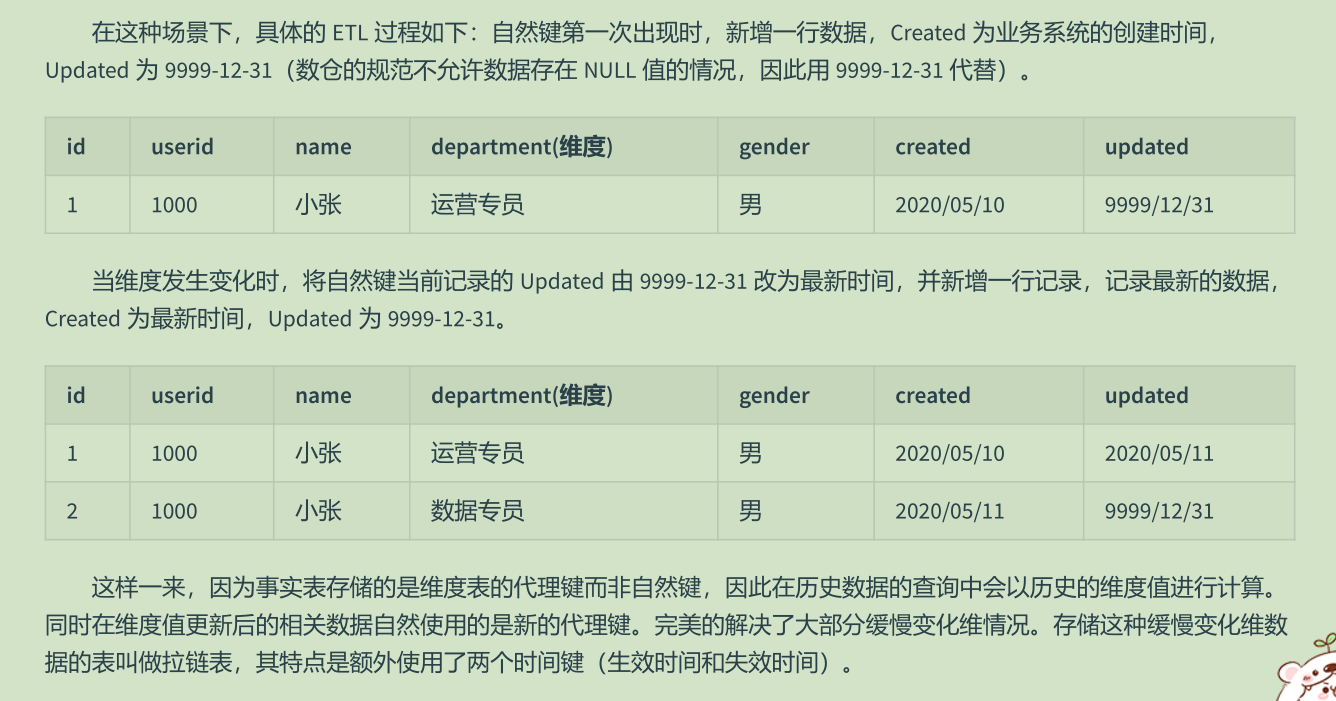 在这种场景下，具体的 ETL 过程如下：自然键第一次出现时，新增一行数据，Created 为业务系统的创建时间，
Updated 为 9999-12-31（数仓的规范不允许数据存在 NULL 值的情况，因此用 9999-12-31 代替）。
id userid name department(维度) gender created updated
1 1000 小张 运营专员 男 2020/05/10 9999/12/31
当维度发生变化时，将自然键当前记录的 Updated 由 9999-12-31 改为最新时间，并新增一行记录，记录最新的数据，
Created 为最新时间，Updated 为 9999-12-31。
id userid name department(维度) gender created updated
1 1000 小张 运营专员 男 2020/05/10 2020/05/11
2 1000 小张 数据专员 男 2020/05/11 9999/12/31
这样一来，因为事实表存储的是维度表的代理键而非自然键，因此在历史数据的查询中会以历史的维度值进行计算。
同时在维度值更新后的相关数据自然使用的是新的代理键。完美的解决了大部分缓慢变化维情况。存储这种缓慢变化维数
据的表叫做拉链表，其特点是额外使用了两个时间键（生效时间和失效时间）。